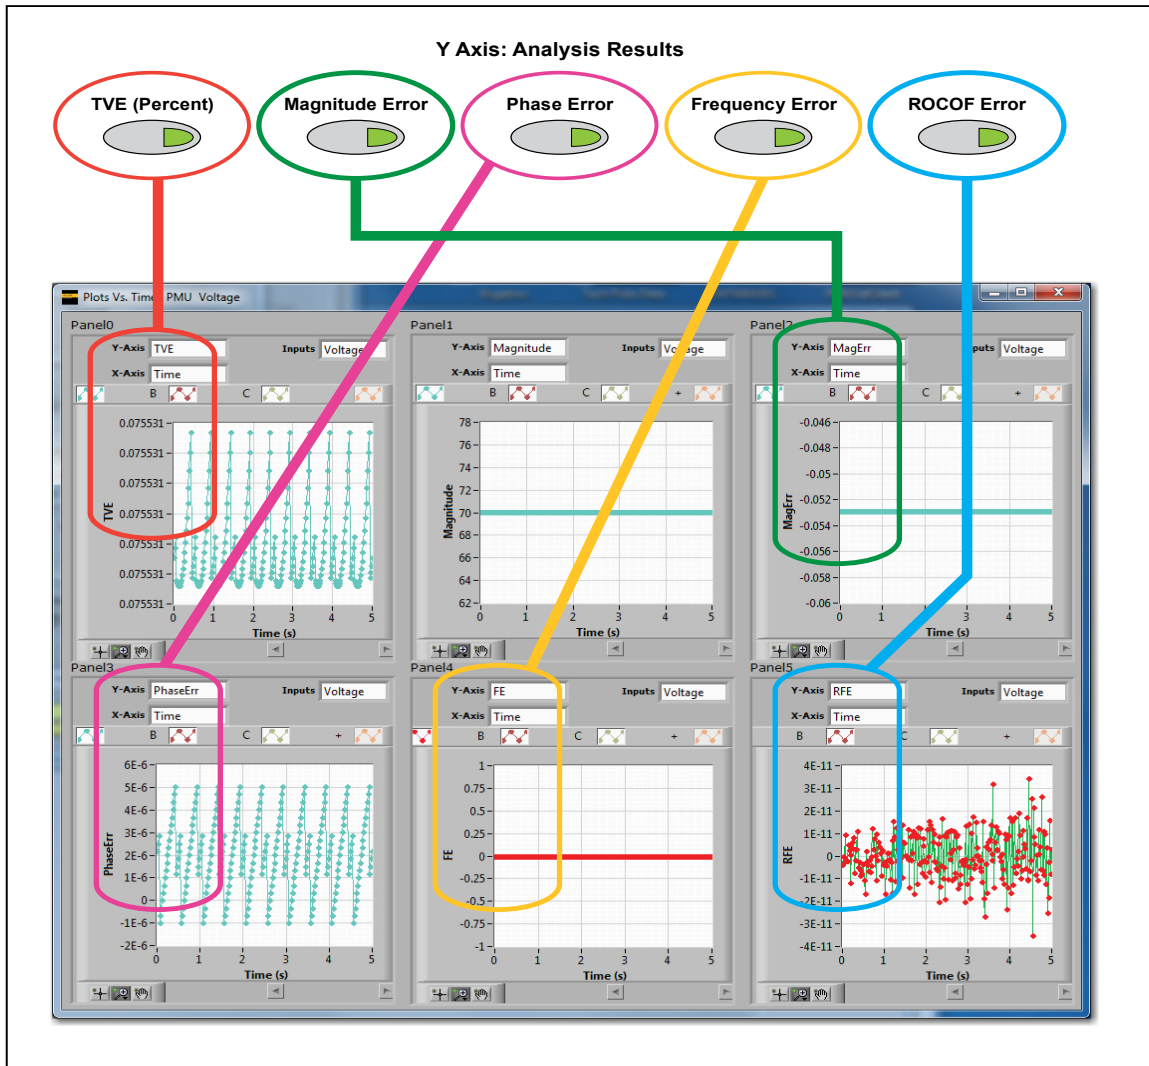 Y Axis: Analysis Results
TVE (Percent)
Magnitude Error
Phase Error
Frequency Error
ROCOF Error
Plots Vs. Time PMU Voltage
Panel0
Y-Axis TVE Inputs Voltage
X-Axis Time
B C
TVE
0.075531
0.075531
0.075531
0.075531
0.075531
0.075531
0.075531
0 1 2 3 4 5
Time (s)
Panel1
Y-Axis Magnitude Inputs Voltage
X-Axis Time
B C +
Magnitude
78
76
74
72
70
68
66
64
62
0 1 2 3 4 5
Time (s)
Panel2
Y-Axis MagErr Inputs Voltage
X-Axis Time
B C +
MagErr
-0.046
-0.05
-0.053
-0.056
-0.058
-0.06
0 1 2 3 4 5
Time (s)
Panel3
Y-Axis PhaseErr Inputs Voltage
X-Axis Time
B C +
PhaseErr
6E-6
5E-6
4E-6
3E-6
2E-6
1E-6
0
-1E-6
-2E-6
0 1 2 3 4 5
Time (s)
Panel4
Y-Axis FE Inputs Voltage
X-Axis Time
B C +
FE
1
0.75
0.5
0.25
0
-0.25
-0.5
-0.75
-1
0 1 2 3 4 5
Time (s)
Panel5
Y-Axis RFE Inputs Voltage
X-Axis Time
B C +
RFE
4E-11
3E-11
2E-11
1E-11
0
-1E-11
-2E-11
-3E-11
-4E-11
0 1 2 3 4 5
Time (s)